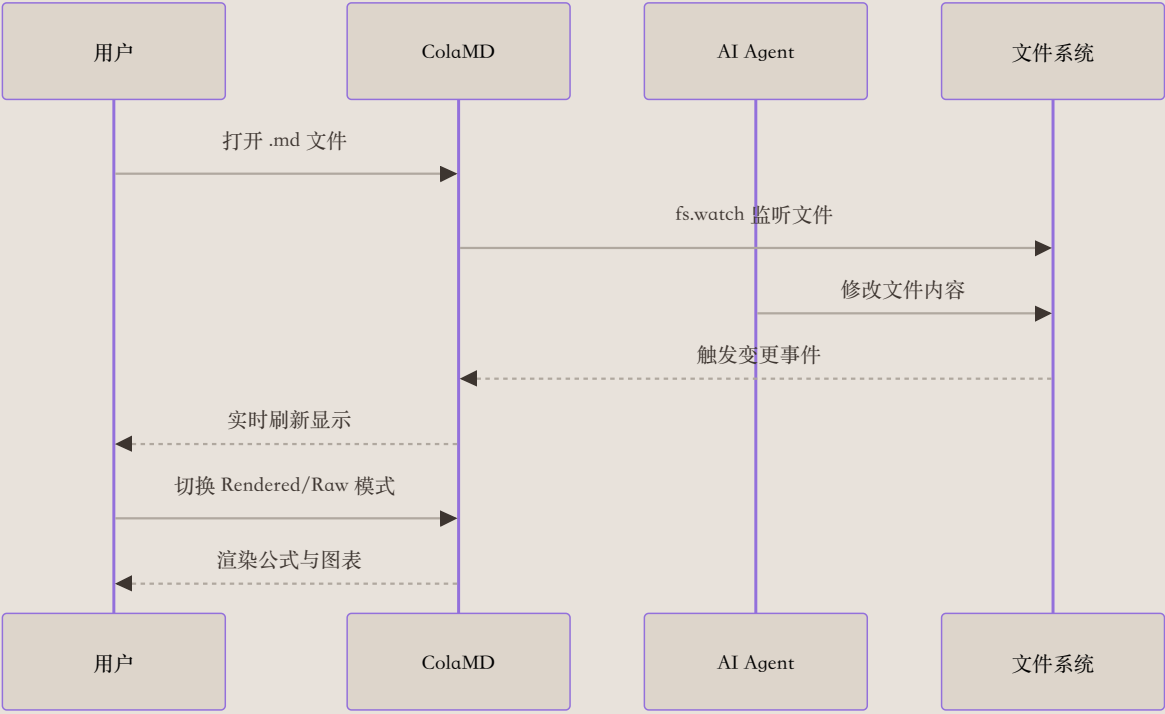 用户
ColaMD
AI Agent
文件系统
打开 .md 文件
fs.watch 监听文件
修改文件内容
触发变更事件
实时刷新显示
切换 Rendered/Raw 模式
渲染公式与图表
用户
ColaMD
AI Agent
文件系统